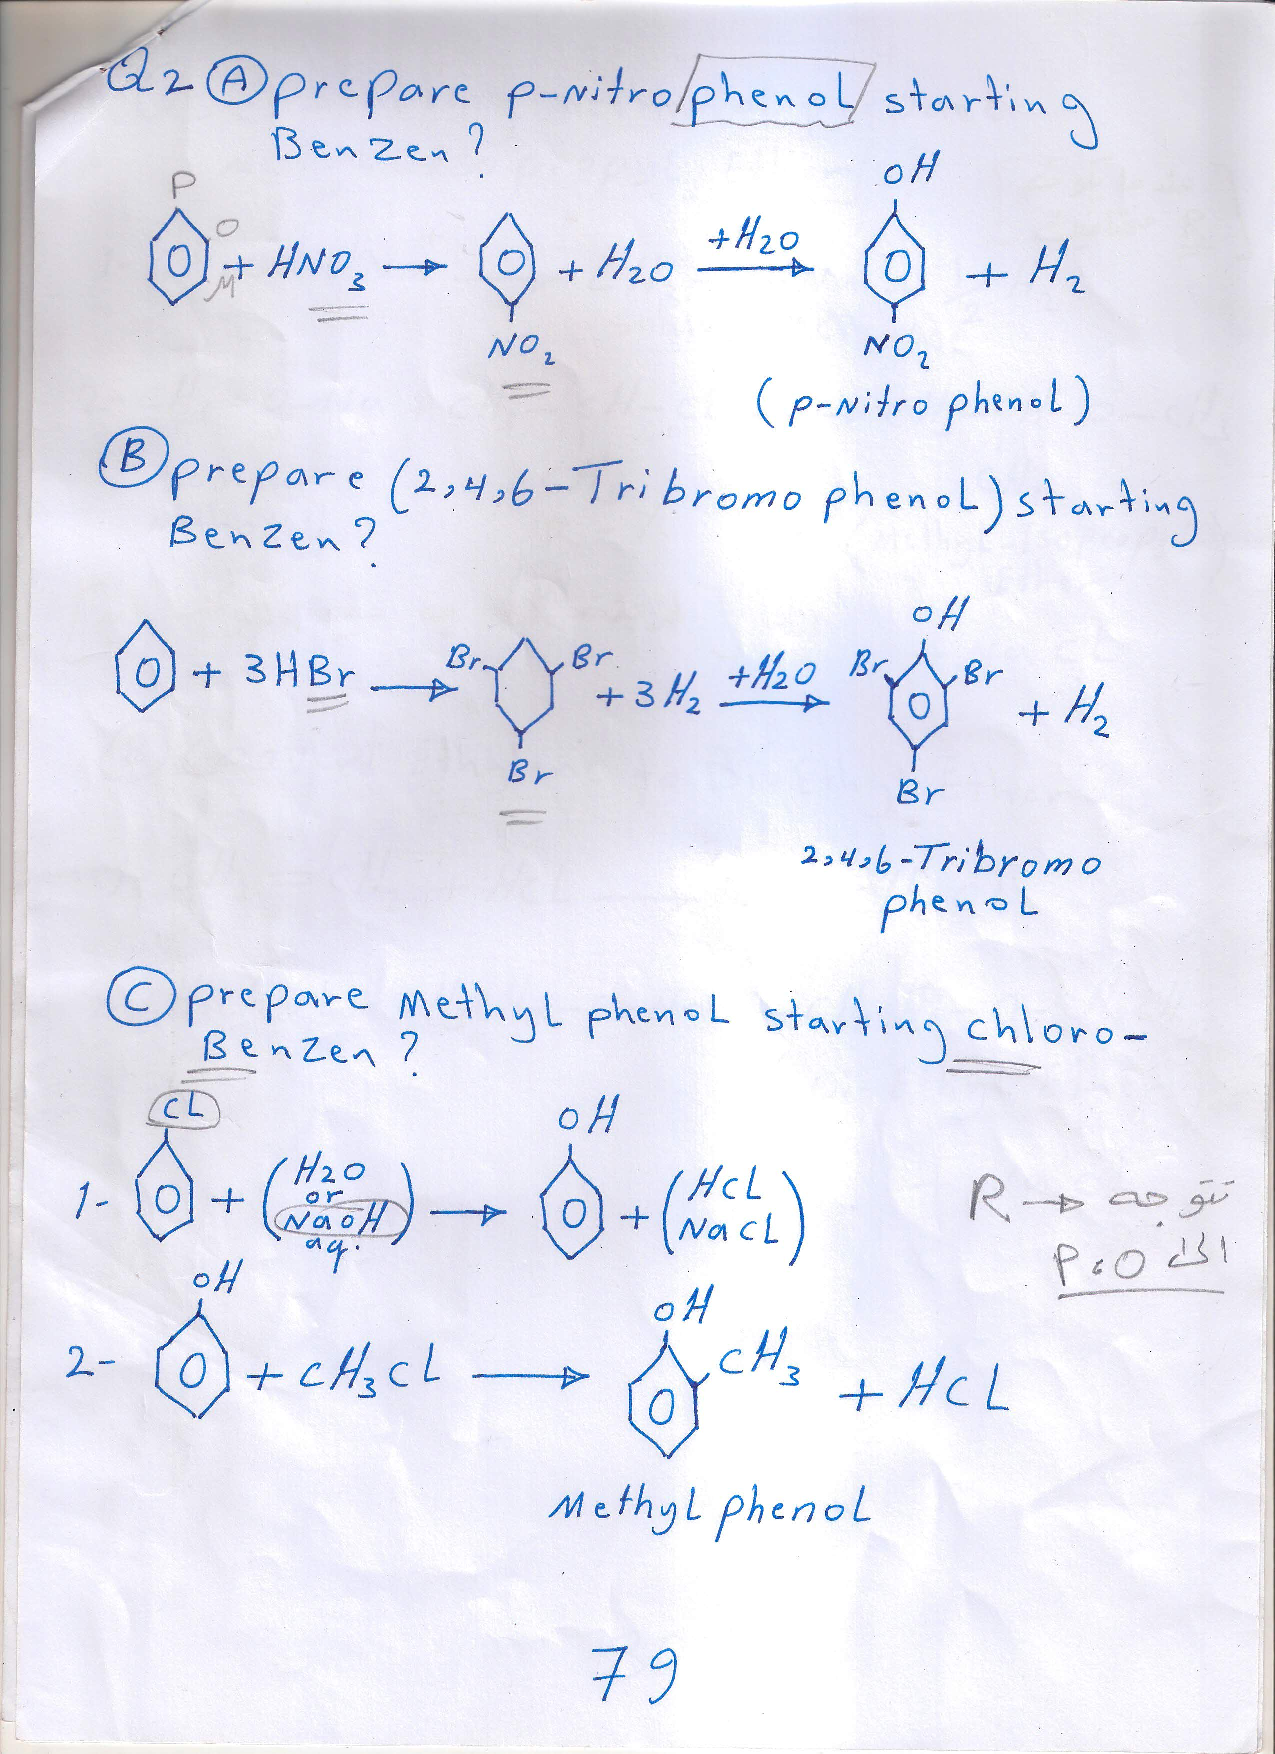 Q2 (A) prepare p-nitro/phenol/ starting
Benzen?
P
O
M
+ HNO3 → + H2O +H2O → OH + H2
NO2 NO2
(p-nitro phenol)
(B) prepare (2,4,6-Tribromo phenol) starting
Benzen?
+ 3HBr → Br Br + 3H2 +H2O → OH Br Br + H2
Br Br
2,4,6-Tribromo
phenol
(C) prepare Methyl phenol starting chloro-
Benzen?
CL OH
1- + (H2O or NaOH aq.) → + (HCL NaCL)
R → تتوجه
الى P,O
OH OH
2- + CH3CL → CH3 + HCL
Methyl phenol
79